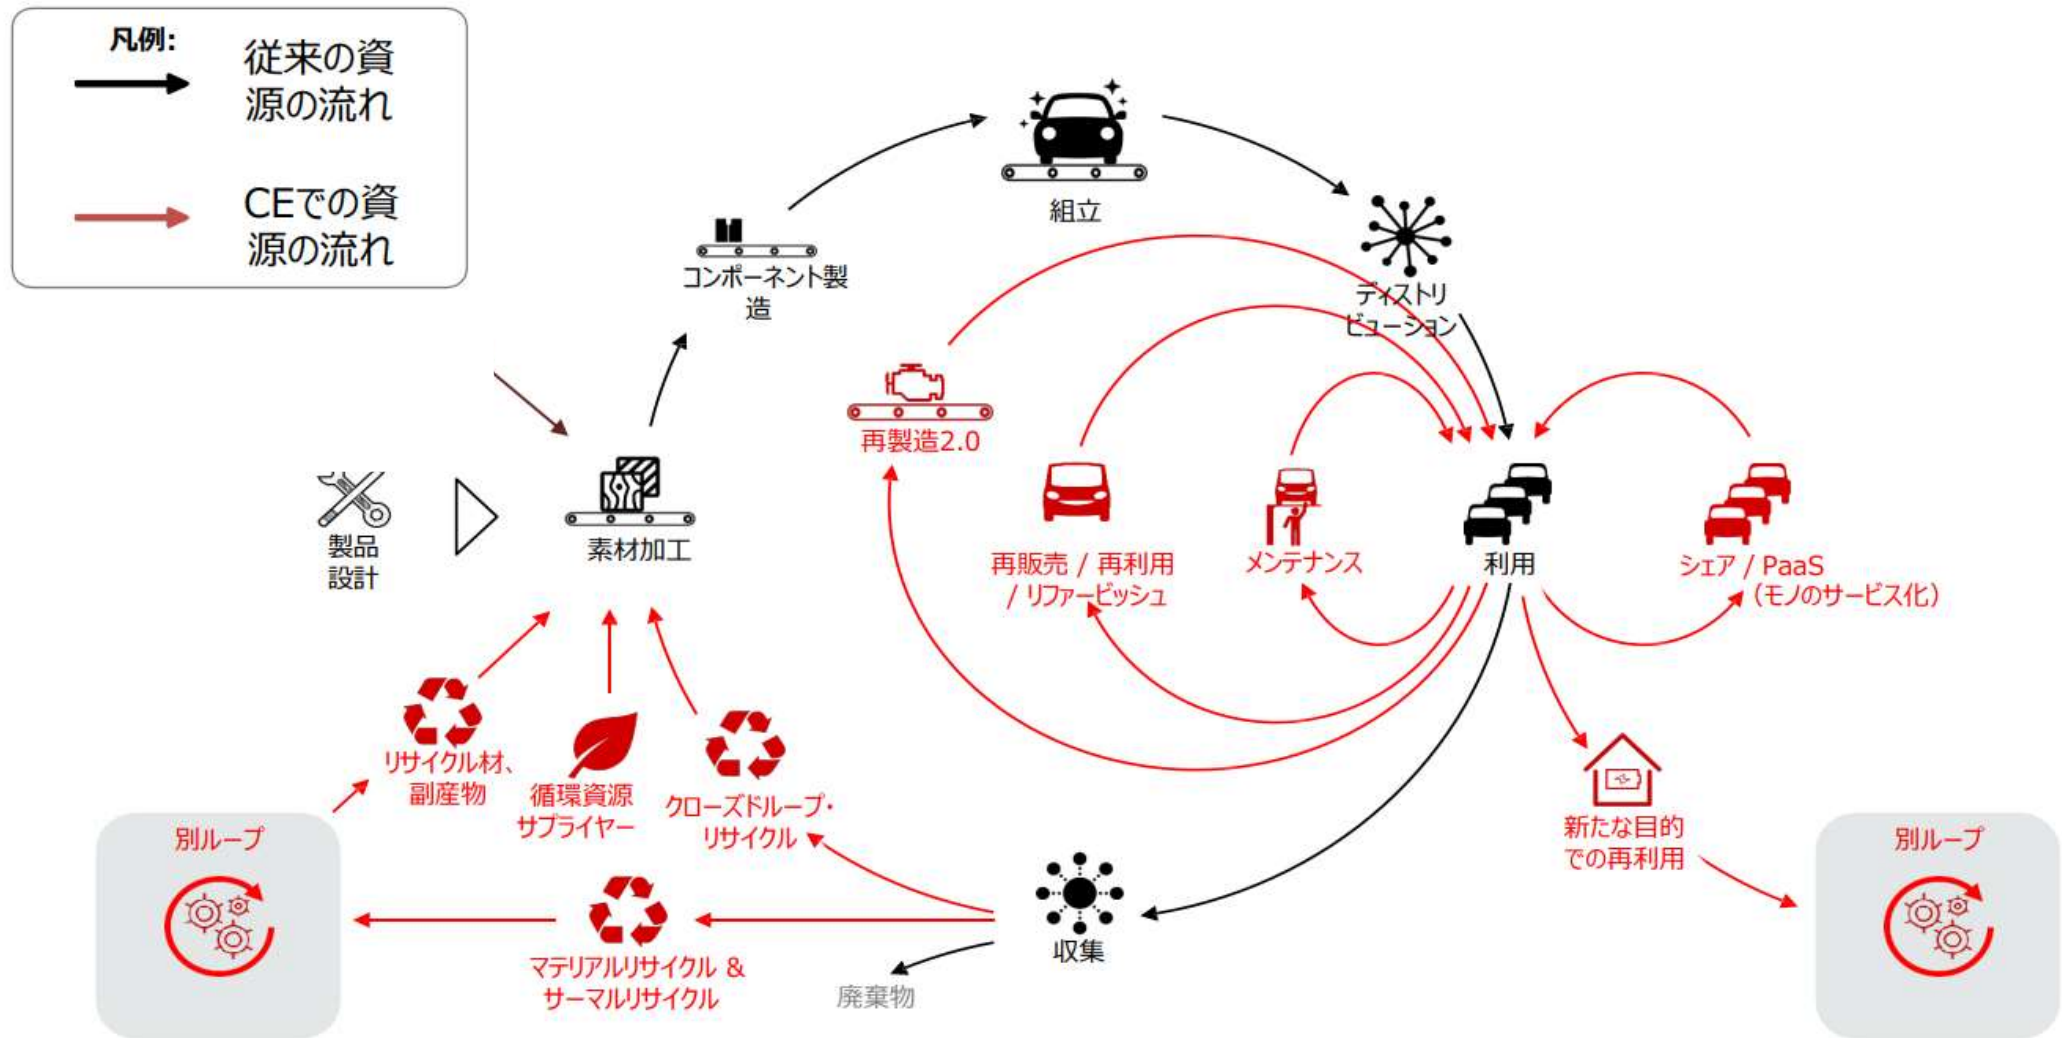 凡例:
従来の資
源の流れ
CEでの資
源の流れ
組立
コンポーネント製
造
ディストリ
ビューション
再製造2.0
製品
設計
素材加工
再販売 / 再利用
/ リファービッシュ
メンテナンス
利用
シェア / PaaS
(モノのサービス化)
リサイクル材、
副産物
循環資源
サプライヤー
クローズドループ・
リサイクル
新たな目的
での再利用
別ループ
別ループ
収集
マテリアルリサイクル &
サーマルリサイクル
廃棄物